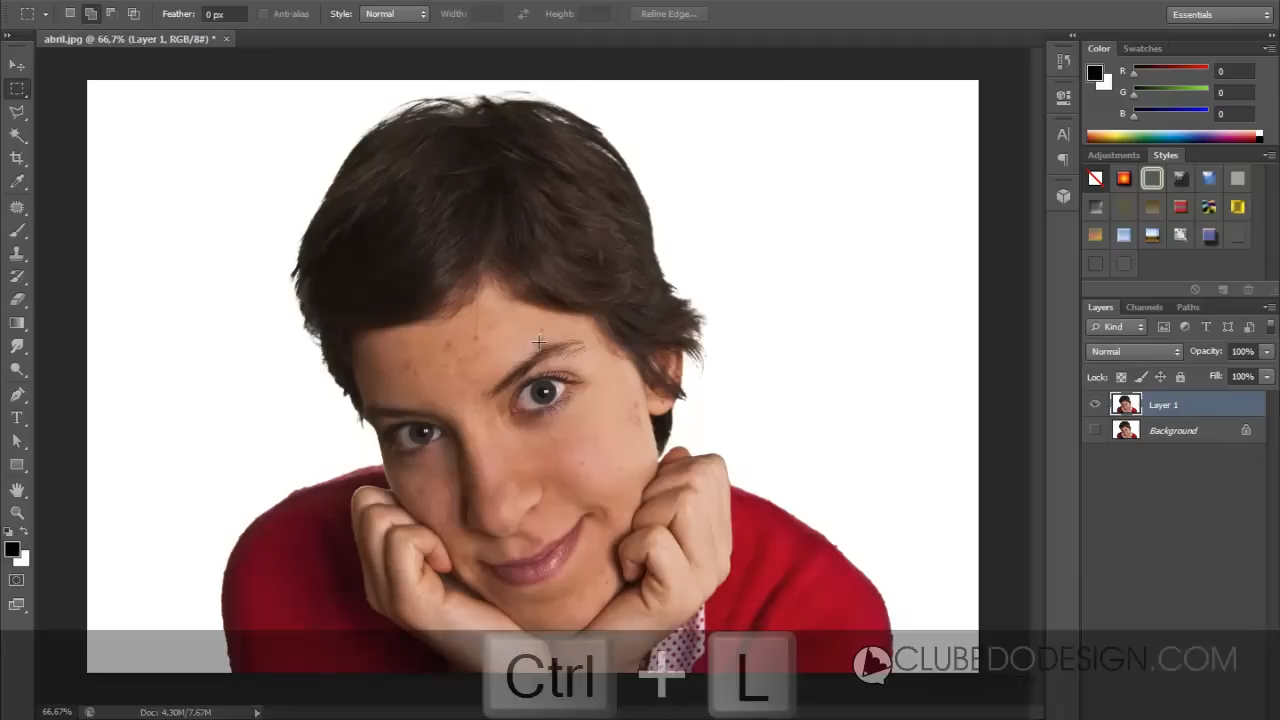 Feather: 0 px Anti-alias Style: Normal Width: Height: Refine Edge... Essentials
abril.jpg @ 66,7% (Layer 1, RGB/8#) * ×
Color Swatches
R 0
G 0
B 0
Adjustments Styles
Layers Channels Paths
Kind
Normal Opacity: 100%
Lock: Fill: 100%
Layer 1
Background
Ctrl + L
CLUBEDODESIGN.COM
66,67% Doc: 4,30M/7,67M